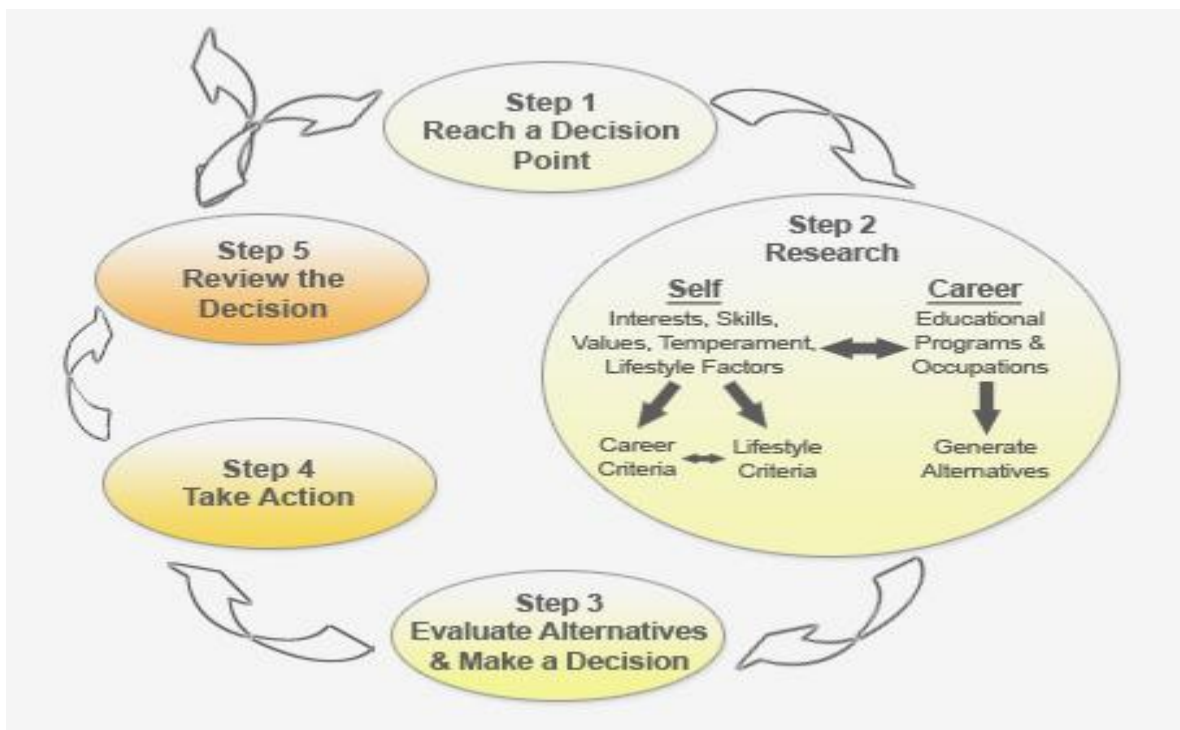 Step 1
Reach a Decision
Point
Step 2
Research
Self
Interests, Skills,
Values, Temperament,
Lifestyle Factors
Career
Educational
Programs &
Occupations
Career
Criteria
Lifestyle
Criteria
Generate
Alternatives
Step 3
Evaluate Alternatives
& Make a Decision
Step 4
Take Action
Step 5
Review the
Decision